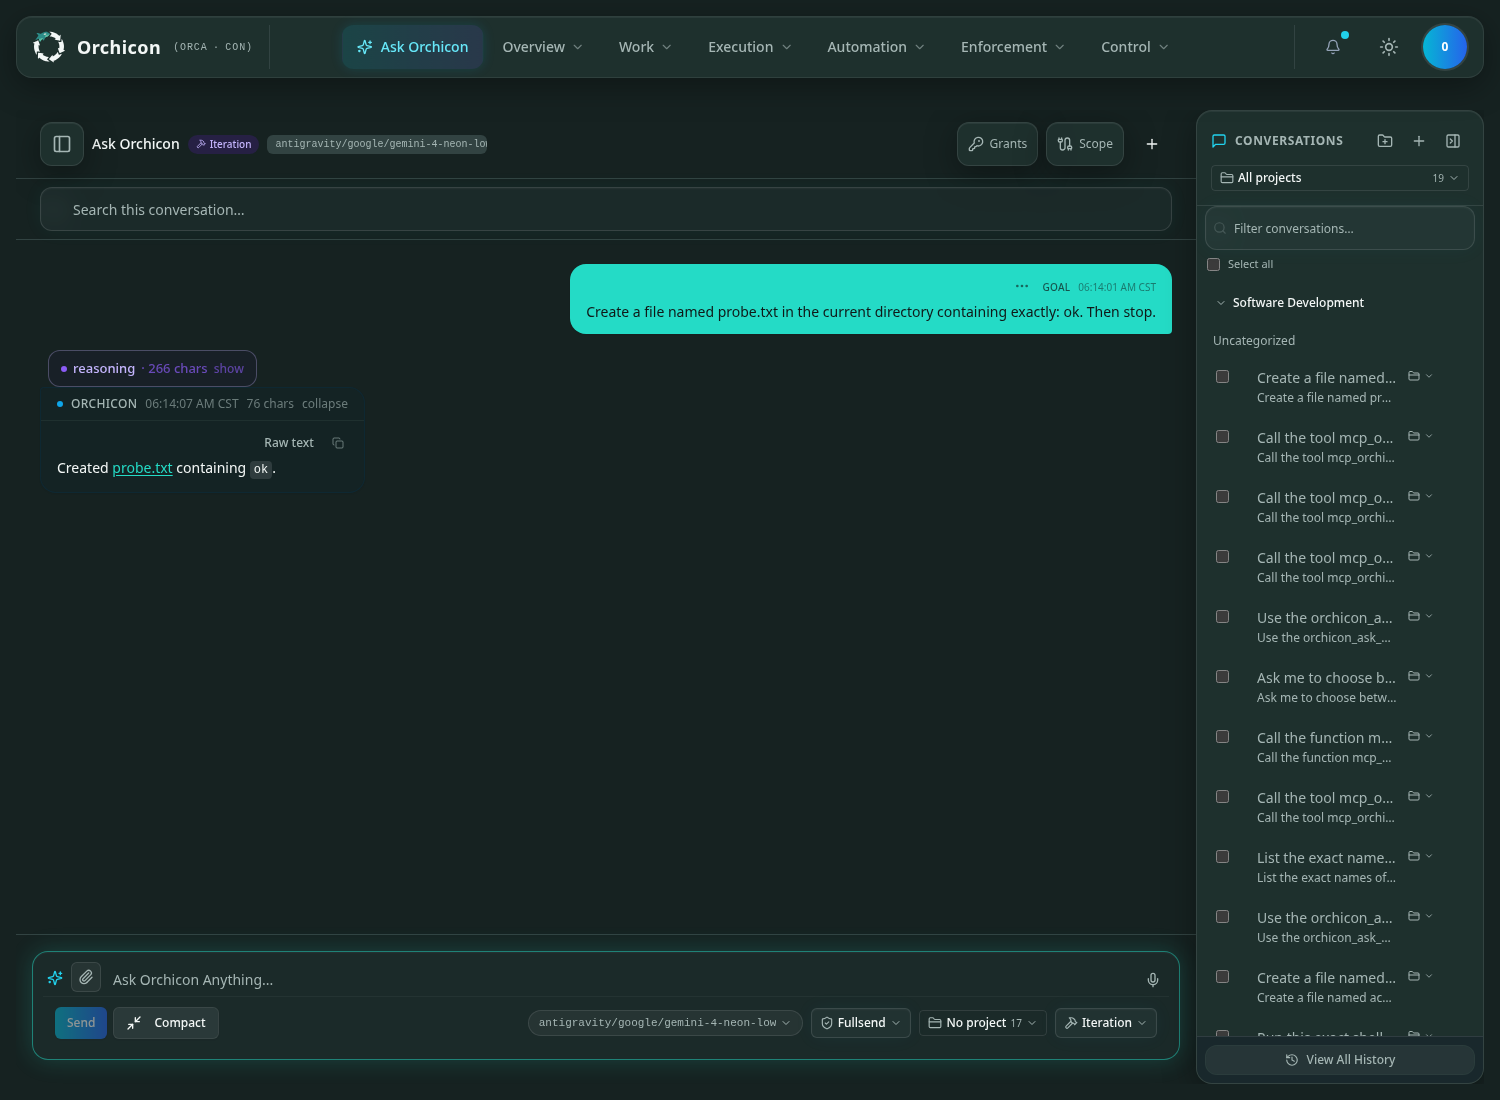 Orchicon (ORCA · CON)
Ask Orchicon
Overview
Work
Execution
Automation
Enforcement
Control
0
Ask Orchicon
Iteration
antigravity/google/gemini-4-neon-lo
Grants
Scope
Search this conversation...
GOAL 06:14:01 AM CST
Create a file named probe.txt in the current directory containing exactly: ok. Then stop.
reasoning · 266 chars show
ORCHICON 06:14:07 AM CST 76 chars collapse
Raw text
Created probe.txt containing ok.
Ask Orchicon Anything...
Send
Compact
antigravity/google/gemini-4-neon-low
Fullsend
No project 17
Iteration
CONVERSATIONS
All projects 19
Filter conversations...
Select all
Software Development
Uncategorized
Create a file named...
Create a file named pr...
Call the tool mcp_o...
Call the tool mcp_orchi...
Call the tool mcp_o...
Call the tool mcp_orchi...
Call the tool mcp_o...
Call the tool mcp_orchi...
Use the orchicon_a...
Use the orchicon_ask_...
Ask me to choose b...
Ask me to choose betw...
Call the function m...
Call the function mcp_...
Call the tool mcp_o...
Call the tool mcp_orchi...
List the exact name...
List the exact names of...
Use the orchicon_a...
Use the orchicon_ask_...
Create a file named...
Create a file named ac...
Run this exact shell
View All History